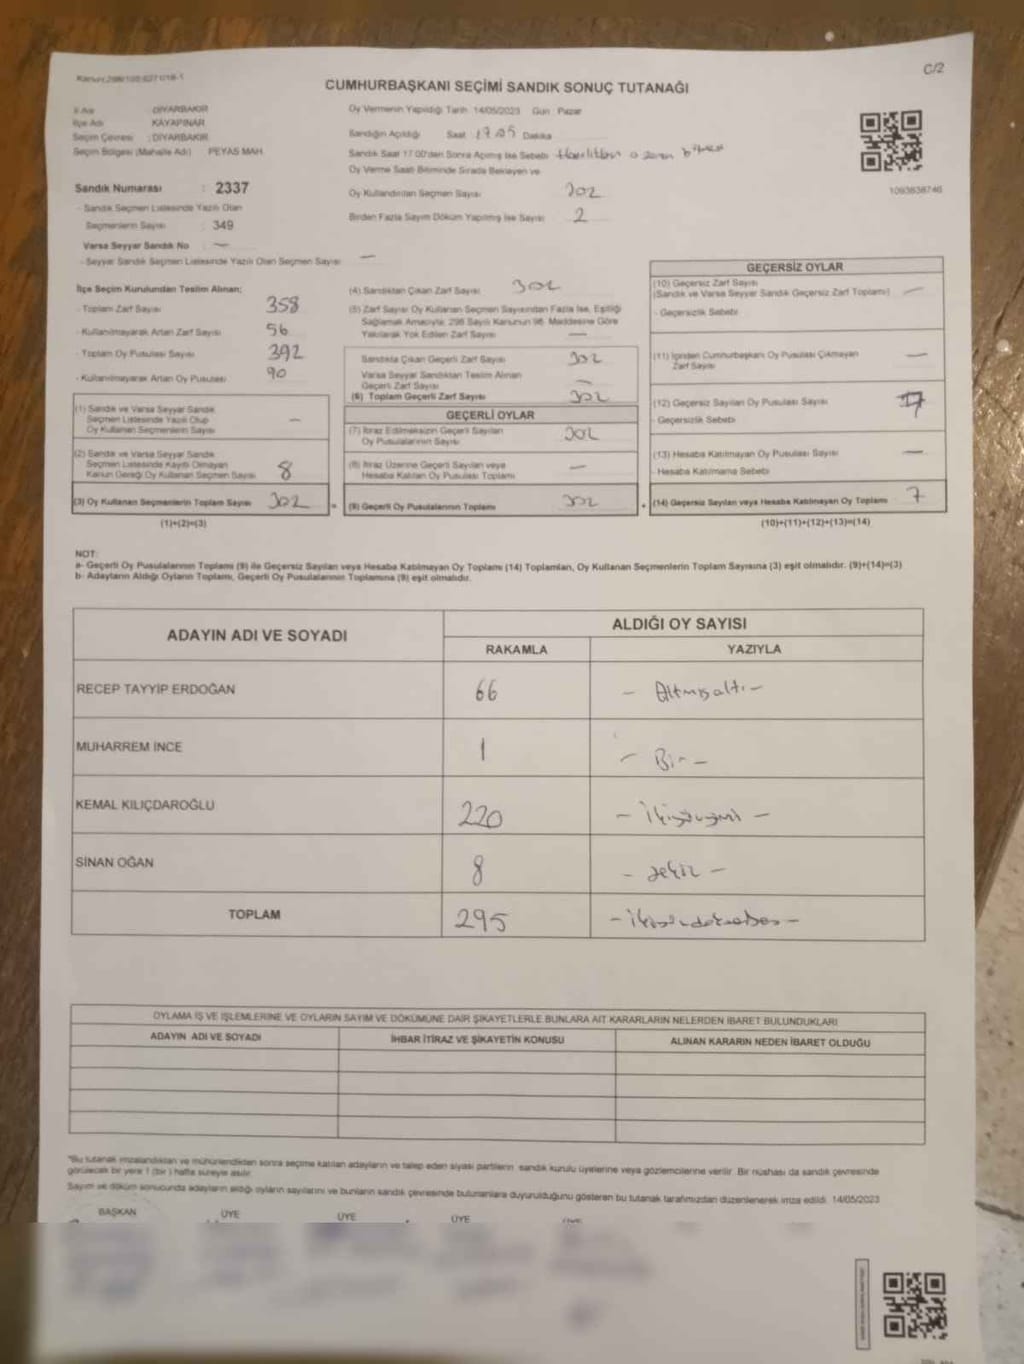 C/2
CUMHURBAŞKANI SEÇİMİ SANDIK SONUÇ TUTANAĞI
İl Adı DİYARBAKIR
İlçe Adı KAYAPINAR
Seçim Çevresi : DİYARBAKIR
Seçim Bölgesi (Mahalle Adı) PEYAS MAH.
Sandık Numarası : 2337
- Sandık Seçmen Listesinde Yazılı Olan
Seçmenlerin Sayısı : 349
Varsa Seyyar Sandık No : —
- Seyyar Sandık Seçmen Listesinde Yazılı Olan Seçmen Sayısı —
Oy Vermenin Yapıldığı Tarih 14/05/2023 Gün : Pazar
Sandığın Açıldığı Saat 17.05 Dakika
Sandık Saat 17:00'den Sonra Açımış İse Sebebi
Oy Verme Saati Bitiminde Sırada Bekleyen ve
Oy Kullandırılan Seçmen Sayısı 302
Birden Fazla Sayım Döküm Yapılmış İse Sayısı 2
1093838746
İlçe Seçim Kurulundan Teslim Alınan;
- Toplam Zarf Sayısı 358
- Kullanılmayarak Artan Zarf Sayısı 56
- Toplam Oy Pusulası Sayısı 392
- Kullanılmayarak Artan Oy Pusulası 90
(1) Sandık ve Varsa Seyyar Sandık
Seçmen Listesinde Yazılı Olup
Oy Kullanan Seçmenlerin Sayısı —
(2) Sandık ve Varsa Seyyar Sandık
Seçmen Listesinde Kayıtlı Olmayan
Kanun Gereği Oy Kullanan Seçmen Sayısı 8
(3) Oy Kullanan Seçmenlerin Toplam Sayısı 302
(1)+(2)=(3)
(4) Sandıktan Çıkan Zarf Sayısı 302
(5) Zarf Sayısı Oy Kullanan Seçmen Sayısından Fazla İse, Eşitliği
Sağlamak Amacıyla; 298 Sayılı Kanunun 98. Maddesine Göre
Yakılarak Yok Edilen Zarf Sayısı —
Sandıkta Çıkan Geçerli Zarf Sayısı 302
Varsa Seyyar Sandıktan Teslim Alınan
Geçerli Zarf Sayısı —
(6) Toplam Geçerli Zarf Sayısı 302
GEÇERLİ OYLAR
(7) İtiraz Edilmeksizin Geçerli Sayılan
Oy Pusulalarının Sayısı 302
(8) İtiraz Üzerine Geçerli Sayılan veya
Hesaba Katılan Oy Pusulası Toplamı —
= (9) Geçerli Oy Pusulalarının Toplamı 302
GEÇERSİZ OYLAR
(10) Geçersiz Zarf Sayısı
(Sandık ve Varsa Seyyar Sandık Geçersiz Zarf Toplamı) —
- Geçersizlik Sebebi
(11) İçinden Cumhurbaşkanı Oy Pusulası Çıkmayan
Zarf Sayısı —
(12) Geçersiz Sayılan Oy Pusulası Sayısı 7
- Geçersizlik Sebebi
(13) Hesaba Katılmayan Oy Pusulası Sayısı —
- Hesaba Katılmama Sebebi
+ (14) Geçersiz Sayılan veya Hesaba Katılmayan Oy Toplamı 7
(10)+(11)+(12)+(13)=(14)
NOT:
a- Geçerli Oy Pusulalarının Toplamı (9) ile Geçersiz Sayılan veya Hesaba Katılmayan Oy Toplamı (14) Toplamları, Oy Kullanan Seçmenlerin Toplam Sayısına (3) eşit olmalıdır. (9)+(14)=(3)
b- Adayların Aldığı Oyların Toplamı, Geçerli Oy Pusulalarının Toplamına (9) eşit olmalıdır.
ADAYIN ADI VE SOYADI ALDIĞI OY SAYISI
RAKAMLA YAZIYLA
RECEP TAYYİP ERDOĞAN 66 - Altmışaltı -
MUHARREM İNCE 1 - Bir -
KEMAL KILIÇDAROĞLU 220 - İkiyüzyirmi -
SİNAN OĞAN 8 - sekiz -
TOPLAM 295 - ikiyüzdoksanbeş -
OYLAMA İŞ VE İŞLEMLERİNE VE OYLARIN SAYIM VE DÖKÜMÜNE DAİR ŞİKAYETLERLE BUNLARA AİT KARARLARIN NELERDEN İBARET BULUNDUKLARI
ADAYIN ADI VE SOYADI İHBAR İTİRAZ VE ŞİKAYETİN KONUSU ALINAN KARARIN NEDEN İBARET OLDUĞU
*Bu tutanak imzalandıktan ve mühürlendikten sonra seçime katılan adayların ve talep eden siyasi partilerin sandık kurulu üyelerine veya gözlemcilerine verilir. Bir nüshası da sandık çevresinde
görülecek bir yere 1 (bir) hafta süreyle asılır.
Sayım ve döküm sonucunda adayların aldığı oyların sayılarını ve bunların sandık çevresinde bulunanlara duyurulduğunu gösteren bu tutanak tarafımızdan düzenlenerek imza edildi. 14/05/2023
BAŞKAN ÜYE ÜYE ÜYE ÜYE